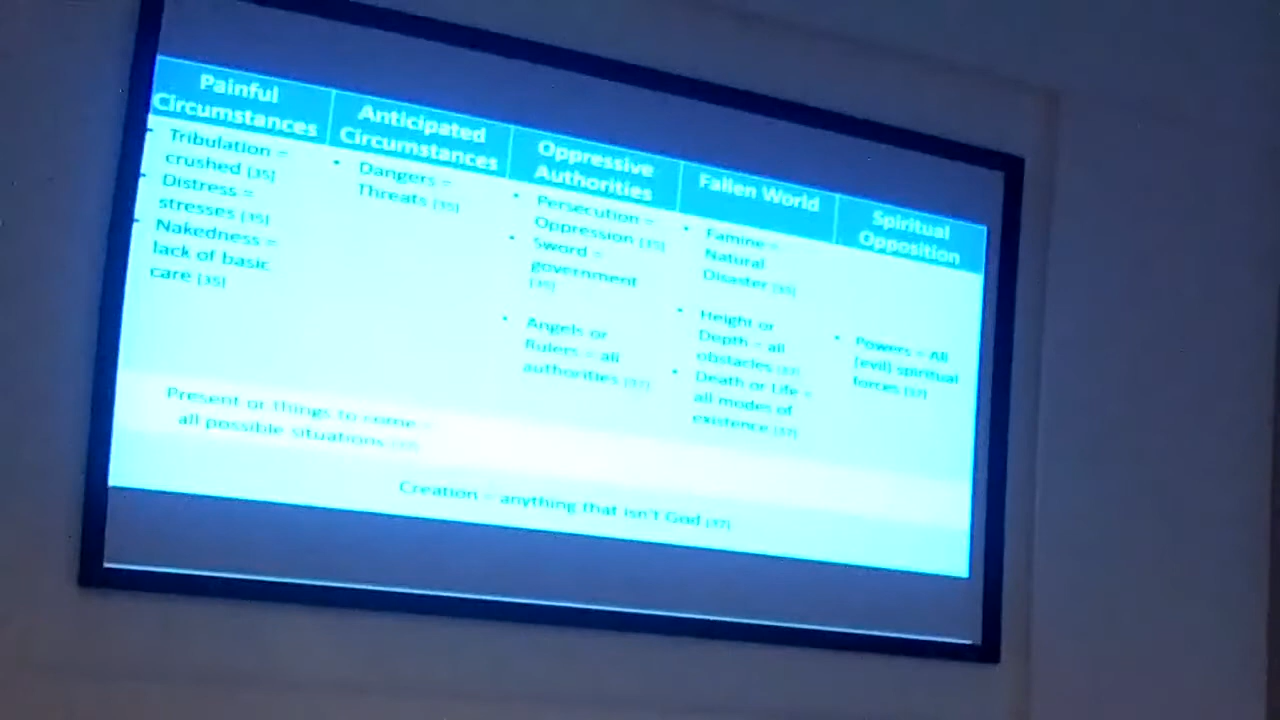 Painful
Circumstances
Tribulation =
crushed (35)
Distress =
stresses (35)
Nakedness =
lack of basic
care (35)
Anticipated
Circumstances
Dangers =
Threats (35)
Oppressive
Authorities
Persecution =
Oppression (35)
Sword =
government
(35)
Angels or
Rulers = all
authorities
Fallen World
Famine =
Natural
Disaster (35)
Height or
Depth = all
obstacles
Death or Life =
all modes of
existence (37)
Spiritual
Opposition
Powers = All
(evil) spiritual
forces (37)
Present or things to come =
all possible situations
Creation = anything that isn't God (37)